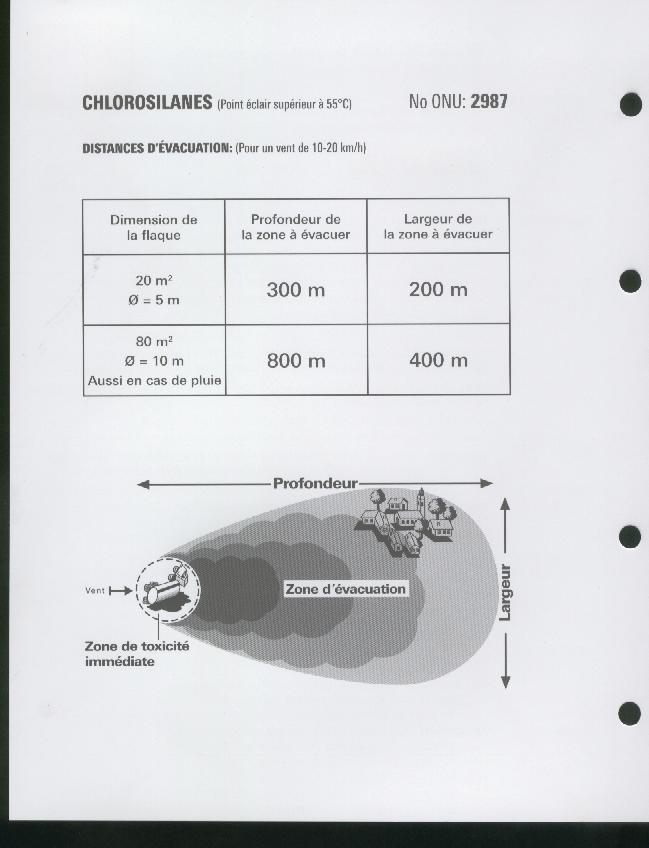 CHLOROSILANES (Point éclair supérieur à 55°C) No ONU: 2987
DISTANCES D'ÉVACUATION: (Pour un vent de 10-20 km/h)
Dimension de la flaque
Profondeur de la zone à évacuer
Largeur de la zone à évacuer
20 m²
Ø = 5 m
300 m
200 m
80 m²
Ø = 10 m
Aussi en cas de pluie
800 m
400 m
Profondeur
Vent
Zone d'évacuation
Largeur
Zone de toxicité
immédiate